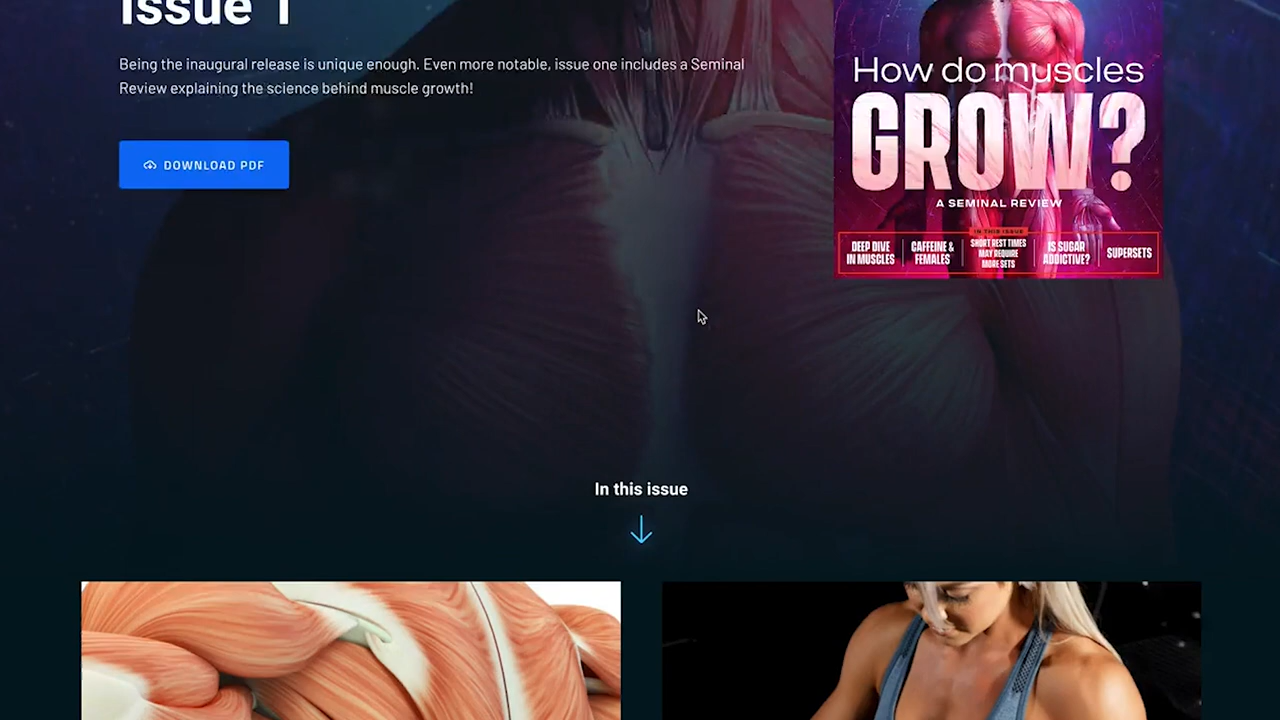 Issue 1
Being the inaugural release is unique enough. Even more notable, issue one includes a Seminal
Review explaining the science behind muscle growth!
DOWNLOAD PDF
How do muscles
GROW?
A SEMINAL REVIEW
IN THIS ISSUE
DEEP DIVE
IN MUSCLES
CAFFEINE &
FEMALES
SHORT REST TIMES
MAY REQUIRE
MORE SETS
IS SUGAR
ADDICTIVE?
SUPERSETS
In this issue